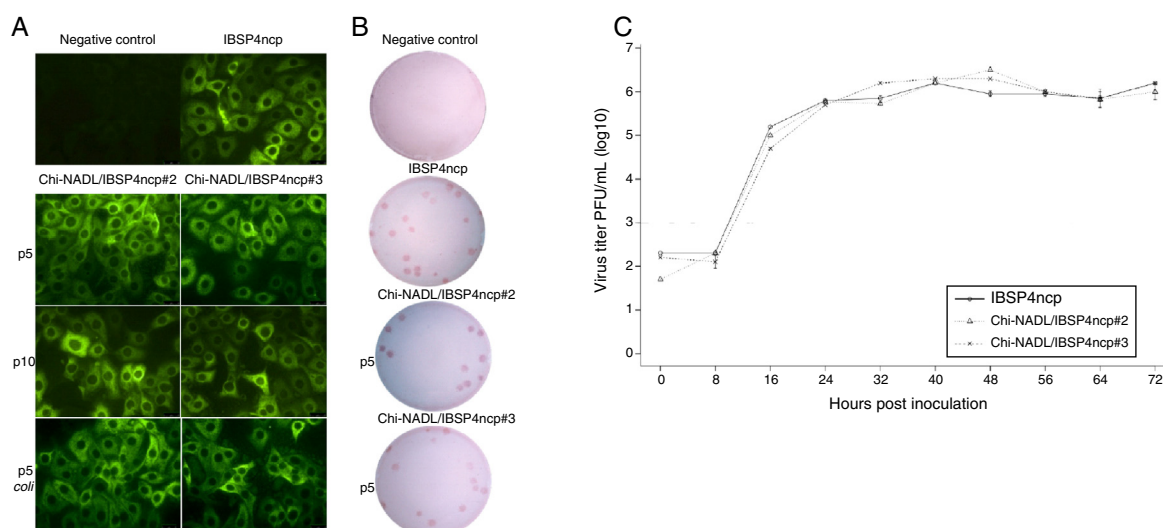 A
Negative control IBSP4ncp
Chi-NADL/IBSP4ncp#2 Chi-NADL/IBSP4ncp#3
p5
p10
p5
coli
B
Negative control
IBSP4ncp
Chi-NADL/IBSP4ncp#2
p5
Chi-NADL/IBSP4ncp#3
p5
C
Virus titer PFU/mL (log10)
7
6
5
4
3
2
1
0
0 8 16 24 32 40 48 56 64 72
Hours post inoculation
IBSP4ncp
Chi-NADL/IBSP4ncp#2
Chi-NADL/IBSP4ncp#3